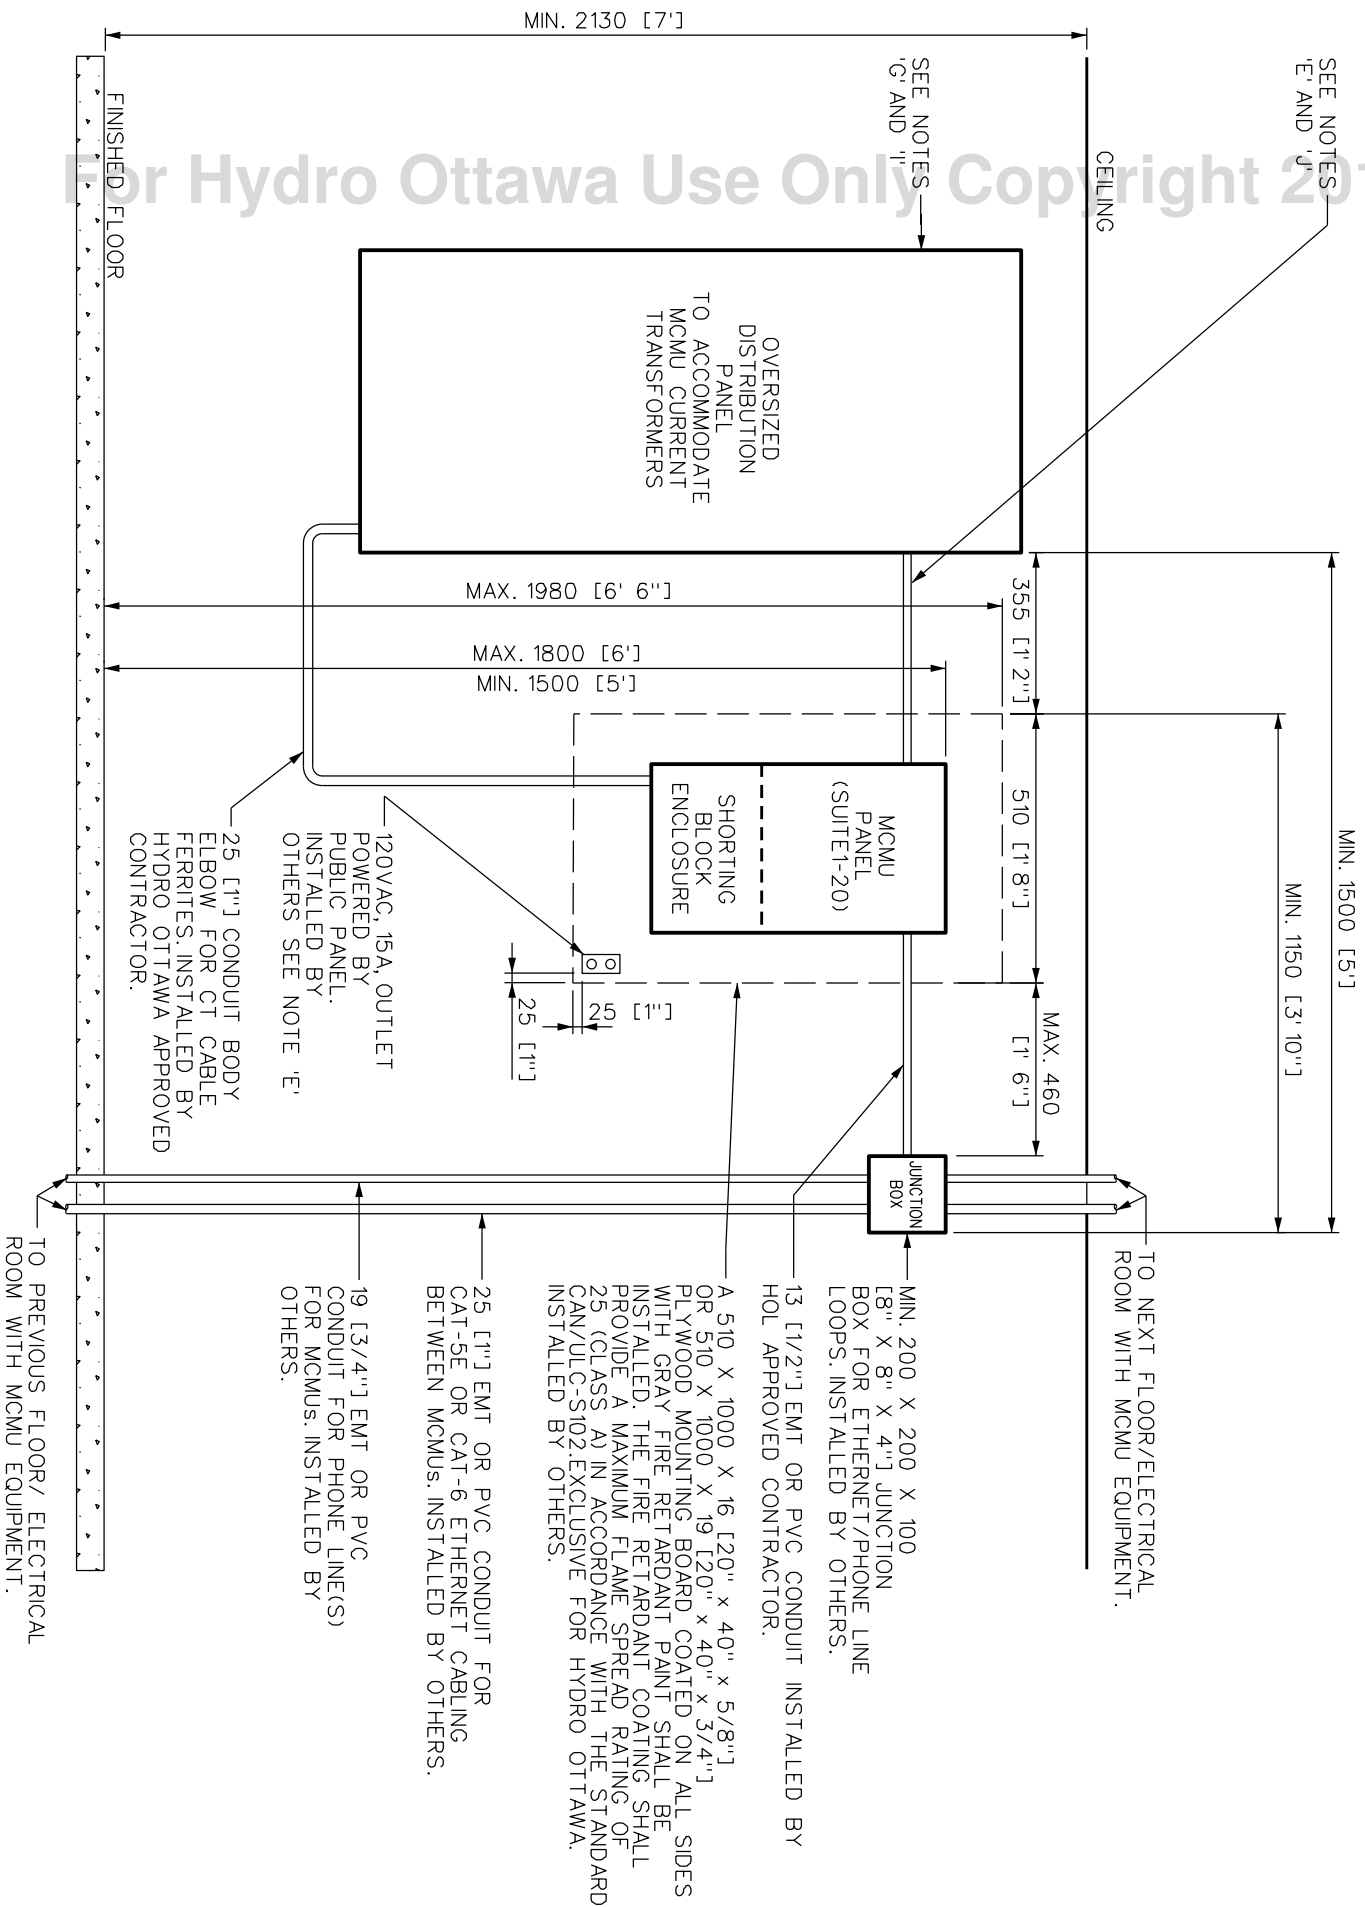 For Hydro Ottawa Use Only Copyright 201
MIN. 2130 [7']
SEE NOTES
'E' AND 'J'
SEE NOTES
'G' AND 'I'
CEILING
FINISHED FLOOR
OVERSIZED
DISTRIBUTION
PANEL
TO ACCOMMODATE
MCMU CURRENT
TRANSFORMERS
MIN. 1500 [5']
MIN. 1150 [3' 10"]
355 [1' 2"]
510 [1'8"]
MAX. 460
[1' 6"]
MAX. 1980 [6' 6"]
MAX. 1800 [6']
MIN. 1500 [5']
MCMU
PANEL
(SUITE1-20)
SHORTING
BLOCK
ENCLOSURE
25 [1"]
25 [1"]
JUNCTION
BOX
120VAC, 15A, OUTLET
POWERED BY
PUBLIC PANEL.
INSTALLED BY
OTHERS SEE NOTE 'E'
25 [1"] CONDUIT BODY
ELBOW FOR CT CABLE
FERRITES. INSTALLED BY
HYDRO OTTAWA APPROVED
CONTRACTOR.
TO NEXT FLOOR/ELECTRICAL
ROOM WITH MCMU EQUIPMENT.
MIN. 200 X 200 X 100
[8" X 8" X 4"] JUNCTION
BOX FOR ETHERNET/PHONE LINE
LOOPS. INSTALLED BY OTHERS.
13 [1/2"] EMT OR PVC CONDUIT INSTALLED BY
HOL APPROVED CONTRACTOR.
A 510 X 1000 X 16 [20" x 40" x 5/8"]
OR 510 X 1000 X 19 [20" x 40" x 3/4"]
PLYWOOD MOUNTING BOARD COATED ON ALL SIDES
WITH GRAY FIRE RETARDANT PAINT SHALL BE
INSTALLED. THE FIRE RETARDANT COATING SHALL
PROVIDE A MAXIMUM FLAME SPREAD RATING OF
25 (CLASS A) IN ACCORDANCE WITH THE STANDARD
CAN/ULC-S102. EXCLUSIVE FOR HYDRO OTTAWA.
INSTALLED BY OTHERS.
25 [1"] EMT OR PVC CONDUIT FOR
CAT-5E OR CAT-6 ETHERNET CABLING
BETWEEN MCMUs. INSTALLED BY OTHERS.
19 [3/4"] EMT OR PVC
CONDUIT FOR PHONE LINE(S)
FOR MCMUs. INSTALLED BY
OTHERS.
TO PREVIOUS FLOOR/ ELECTRICAL
ROOM WITH MCMU EQUIPMENT.